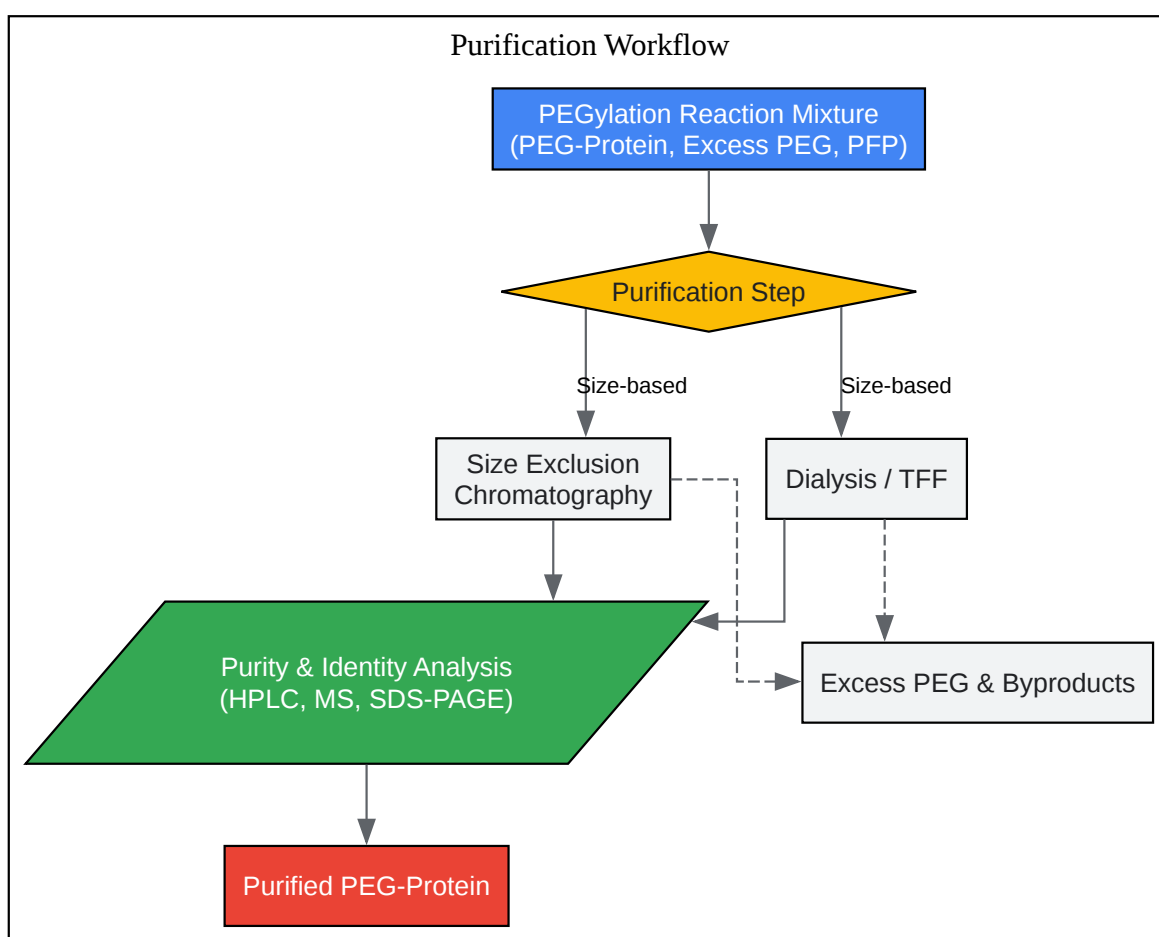 Purification Workflow
PEGylation Reaction Mixture
(PEG-Protein, Excess PEG, PFP)
Purification Step
Size-based
Size-based
Size Exclusion
Chromatography
Dialysis / TFF
Purity & Identity Analysis
(HPLC, MS, SDS-PAGE)
Excess PEG & Byproducts
Purified PEG-Protein